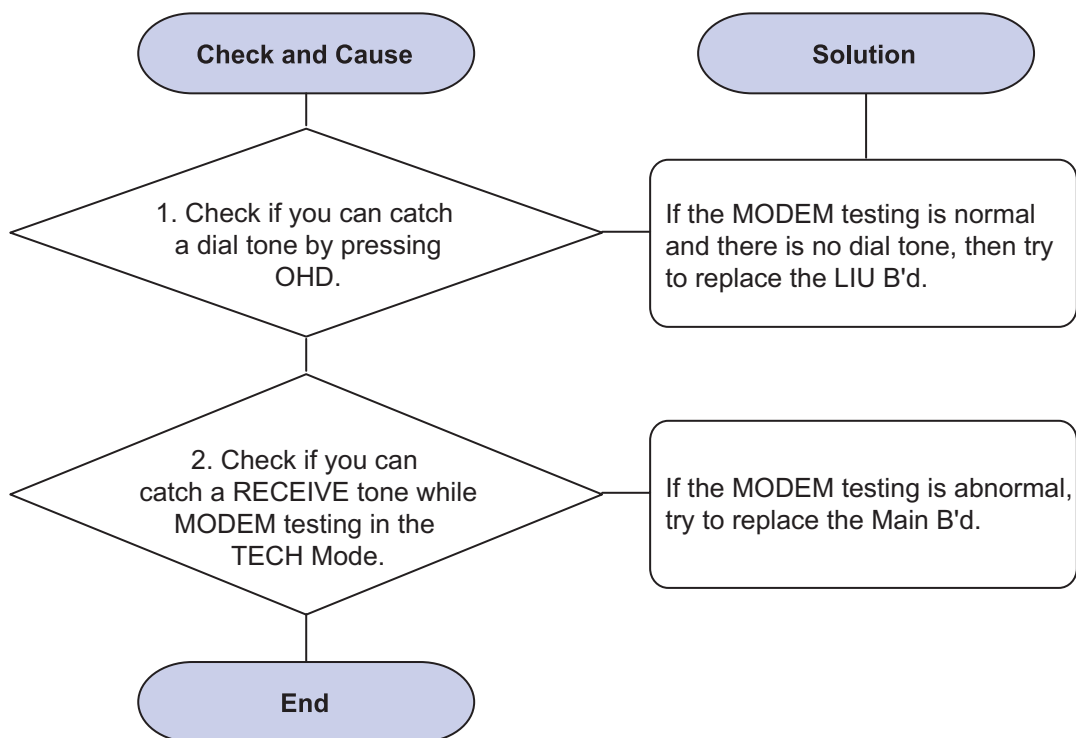 Check and Cause
Solution
1. Check if you can catch
a dial tone by pressing
OHD.
If the MODEM testing is normal
and there is no dial tone, then try
to replace the LIU B'd.
2. Check if you can
catch a RECEIVE tone while
MODEM testing in the
TECH Mode.
If the MODEM testing is abnormal,
try to replace the Main B'd.
End